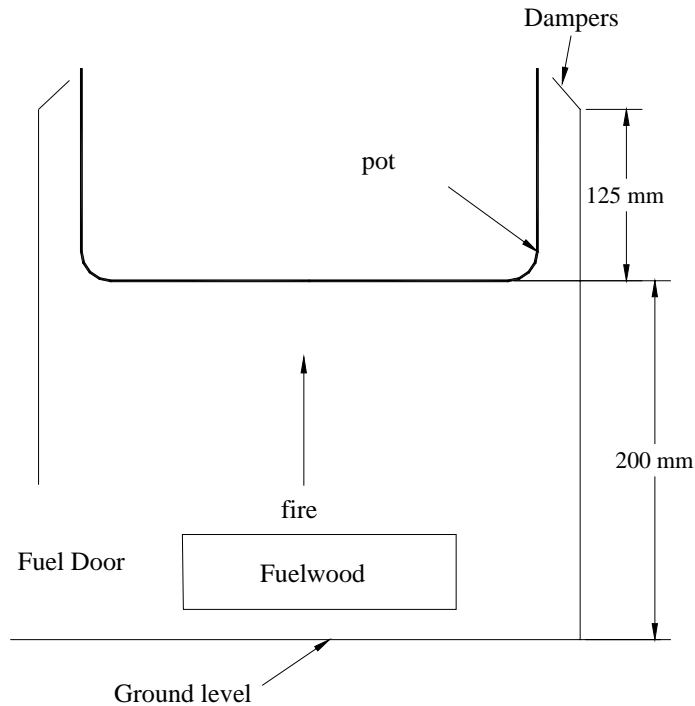 Dampers
pot
125 mm
200 mm
fire
Fuel Door
Fuelwood
Ground level